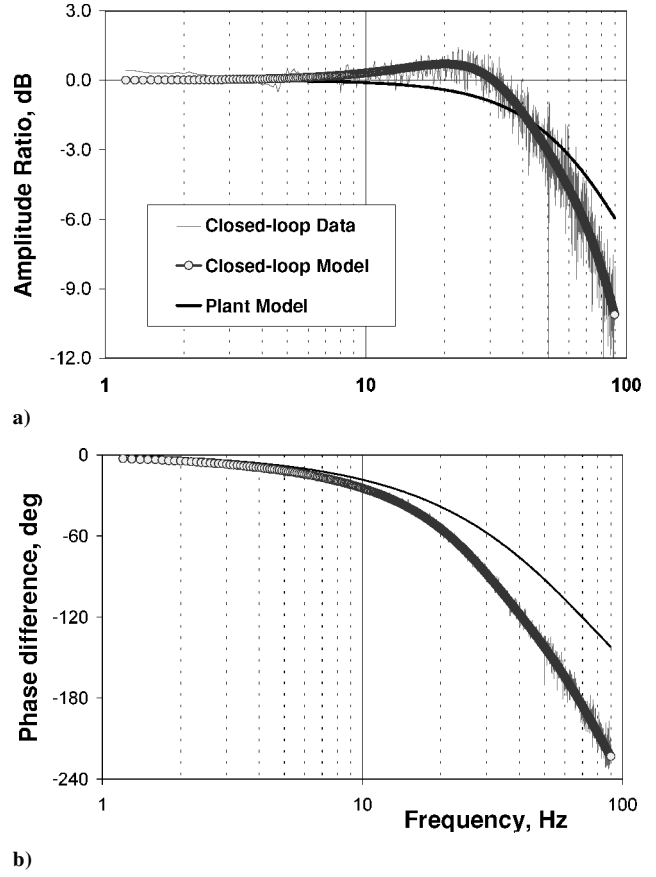 3.0
0.0
-3.0
-6.0
-9.0
-12.0
Amplitude Ratio, dB
Closed-loop Data
Closed-loop Model
Plant Model
1
10
100
a)
0
-60
-120
-180
-240
Phase difference, deg
1
10
100
Frequency, Hz
b)